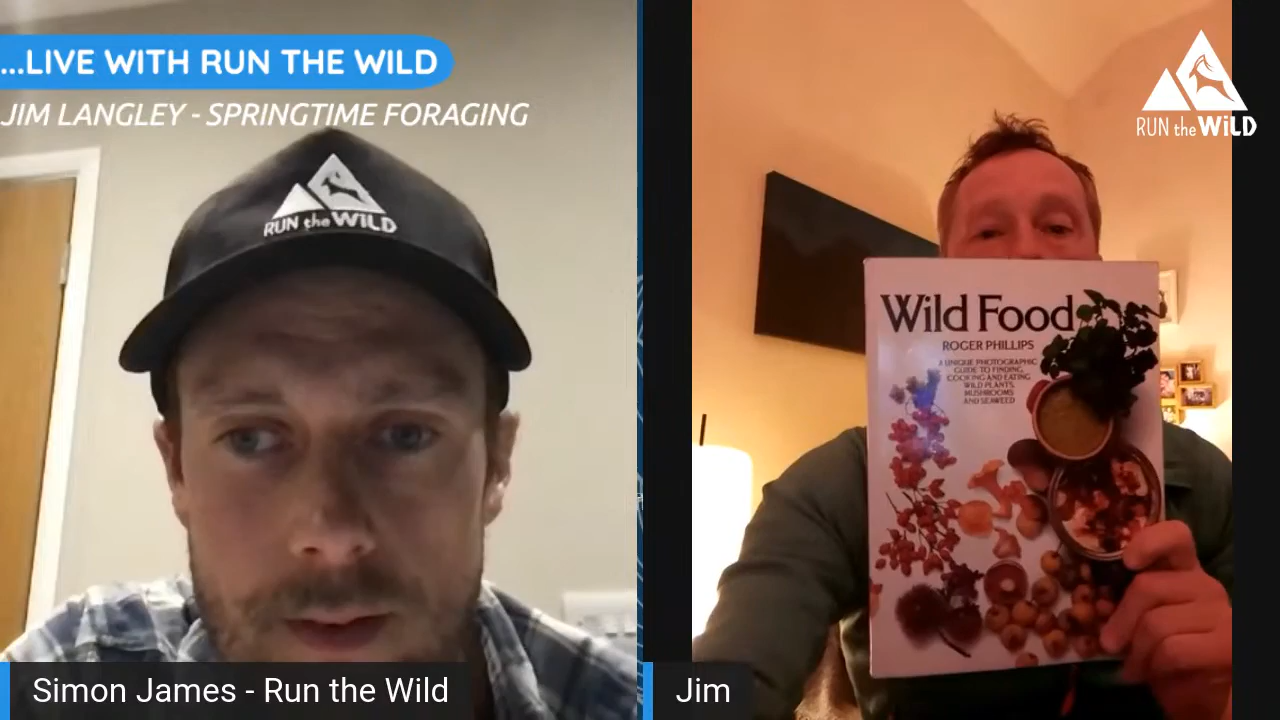 ...LIVE WITH RUN THE WILD
JIM LANGLEY - SPRINGTIME FORAGING
RUN the WiLD
RUN the WiLD
Wild Food
ROGER PHILLIPS
A UNIQUE PHOTOGRAPHIC
GUIDE TO FINDING,
COOKING AND EATING
WILD PLANTS,
MUSHROOMS
AND SEAWEED
Simon James - Run the Wild
Jim